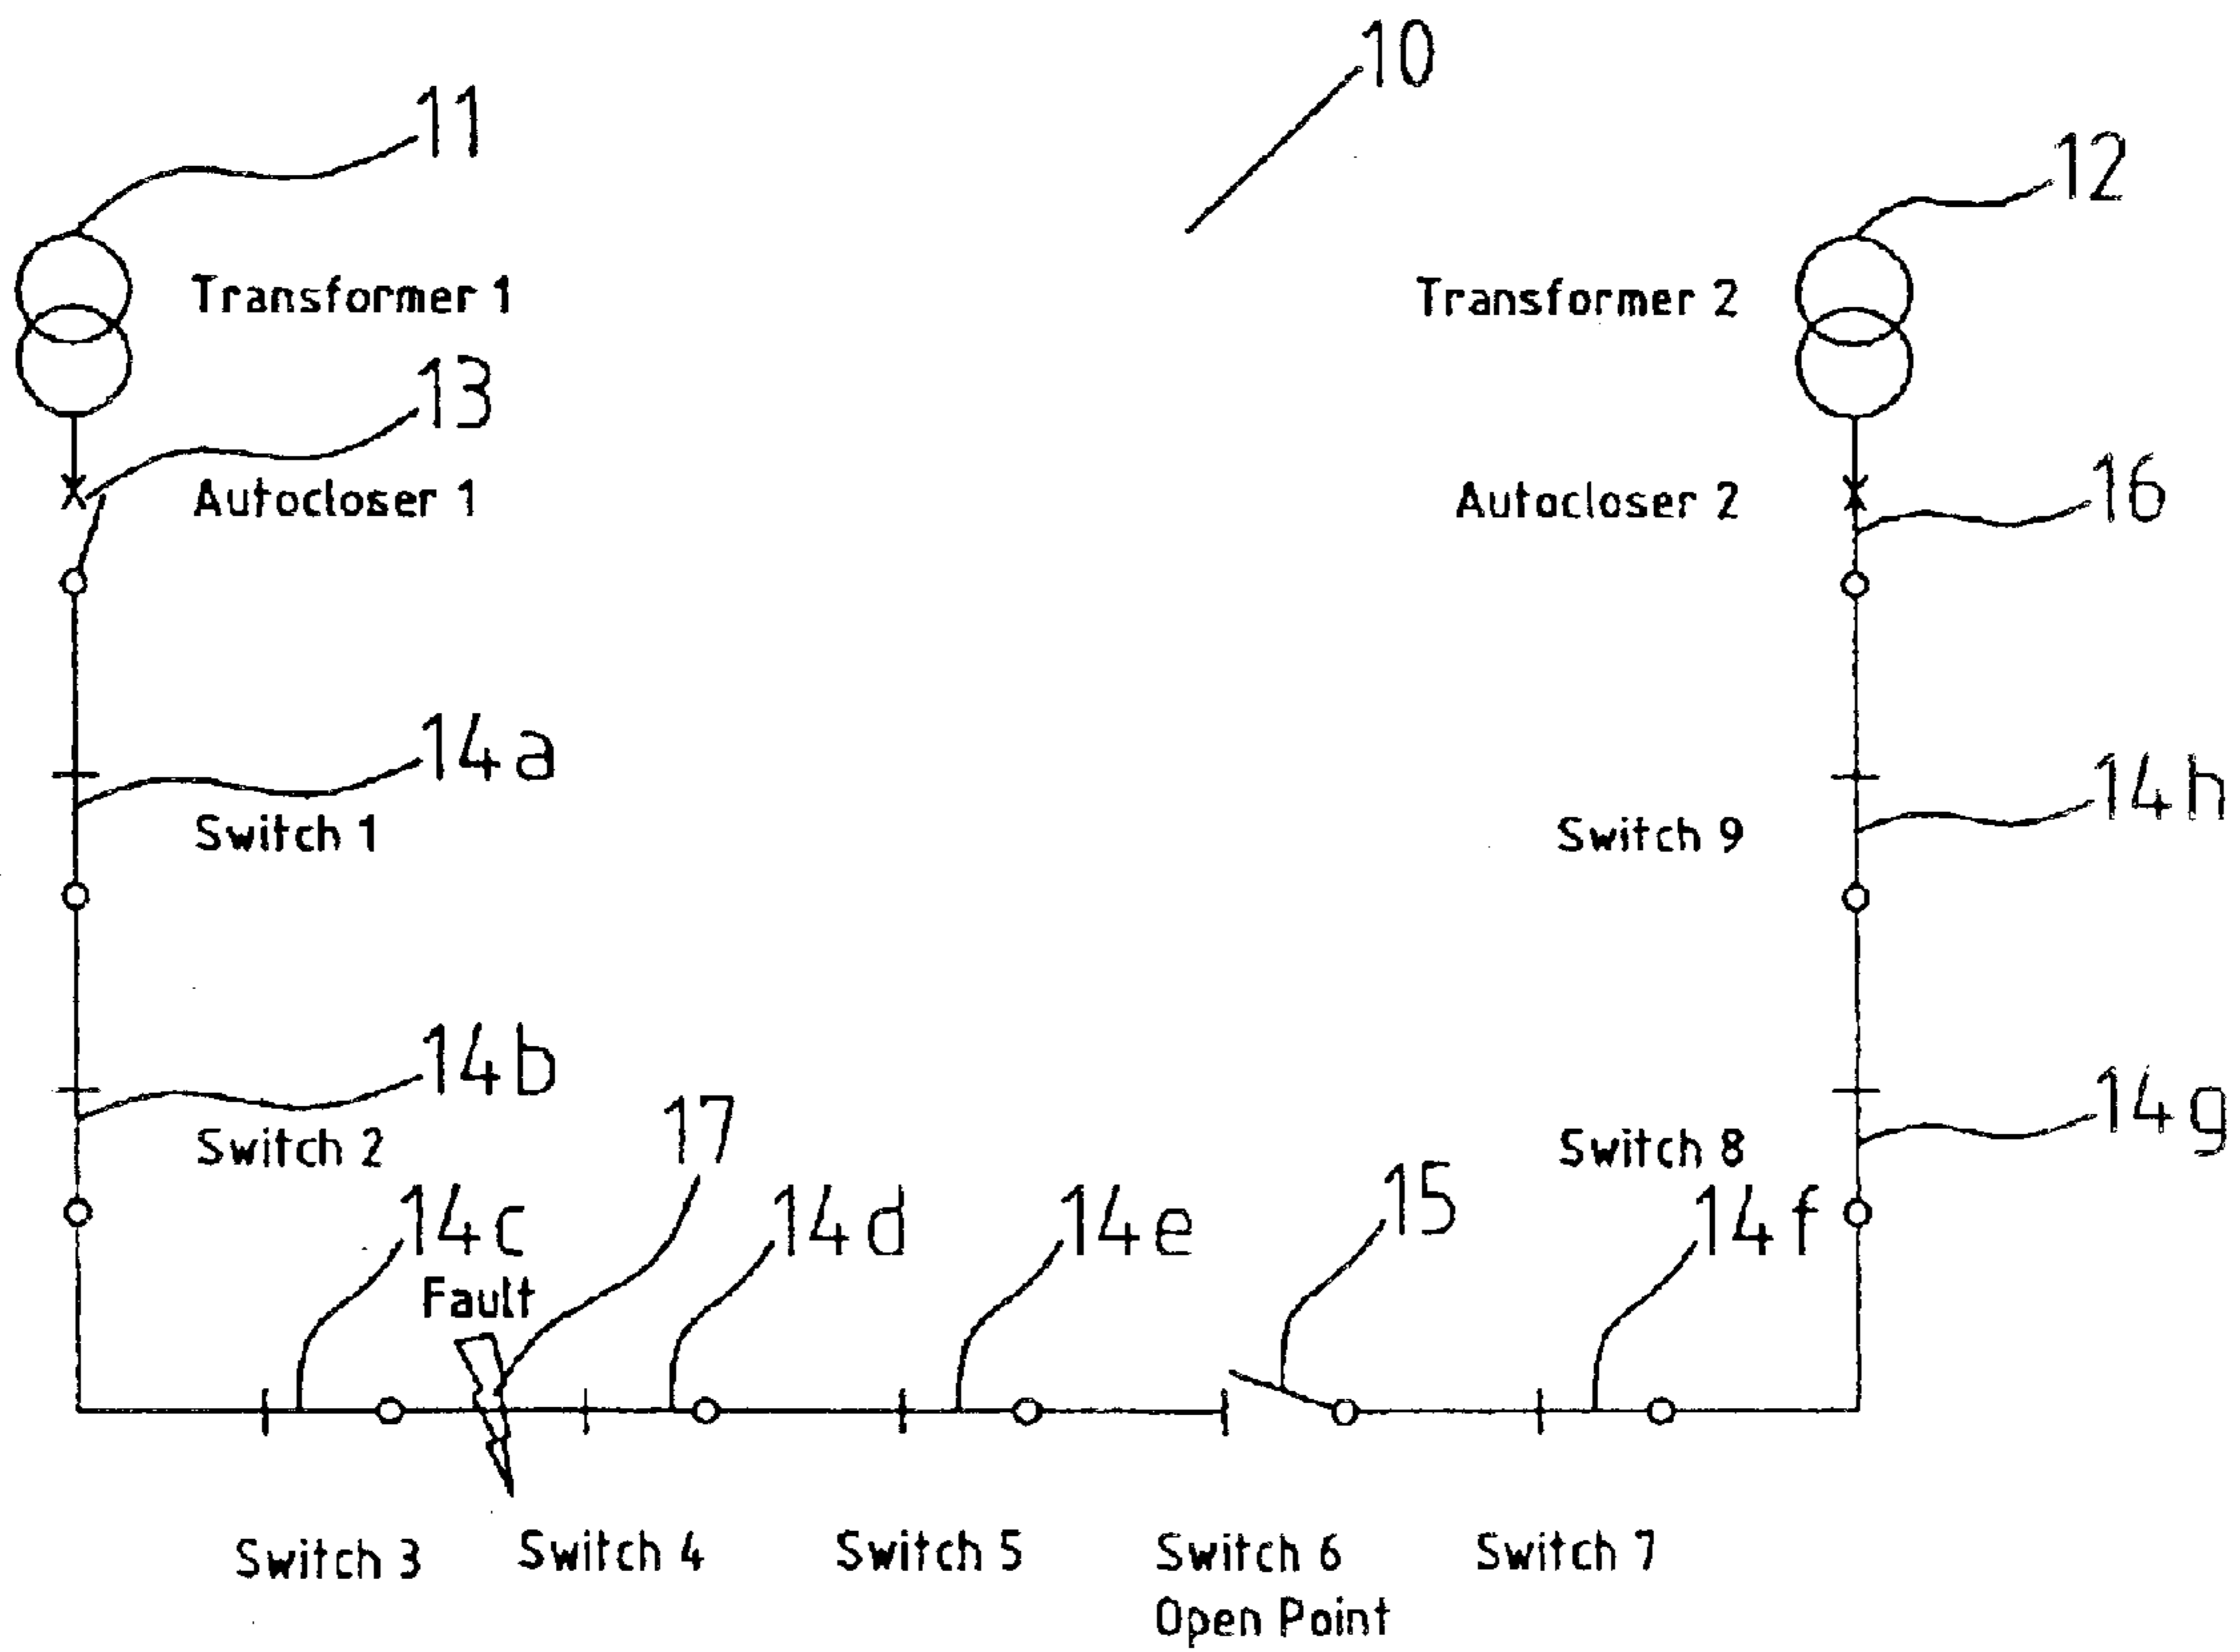 10
11
12
Transformer 1
Transformer 2
13
Autocloser 1
Autocloser 2
16
14a
Switch 1
14h
Switch 9
14b
Switch 2
17
14g
Switch 8
14c
14d
14e
15
14f
Fault
Switch 3
Switch 4
Switch 5
Switch 6
Open Point
Switch 7